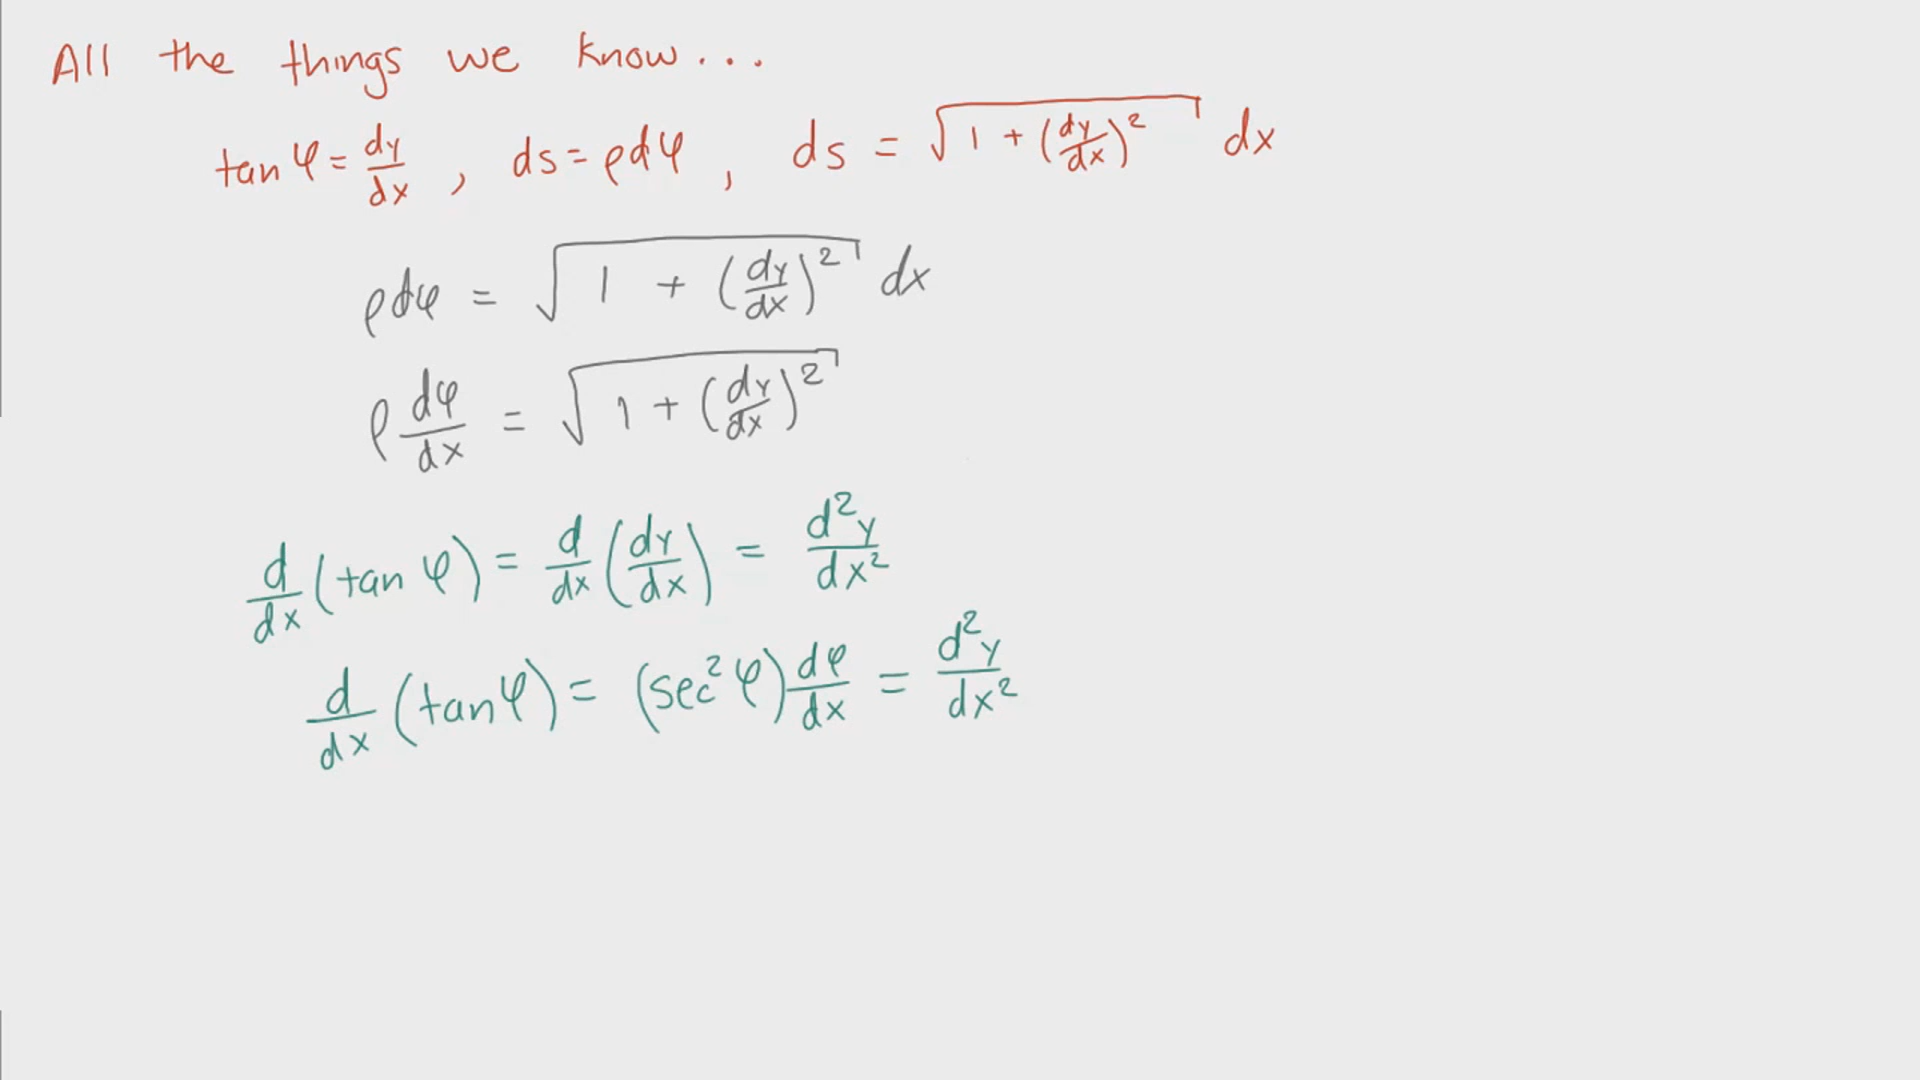 All the things we know...
tan φ = dy/dx , ds = ρdφ , ds = √(1 + (dy/dx)²) dx
ρdφ = √(1 + (dy/dx)²) dx
ρ dφ/dx = √(1 + (dy/dx)²)
d/dx (tan φ) = d/dx (dy/dx) = d²y/dx²
d/dx (tan φ) = (sec² φ) dφ/dx = d²y/dx²